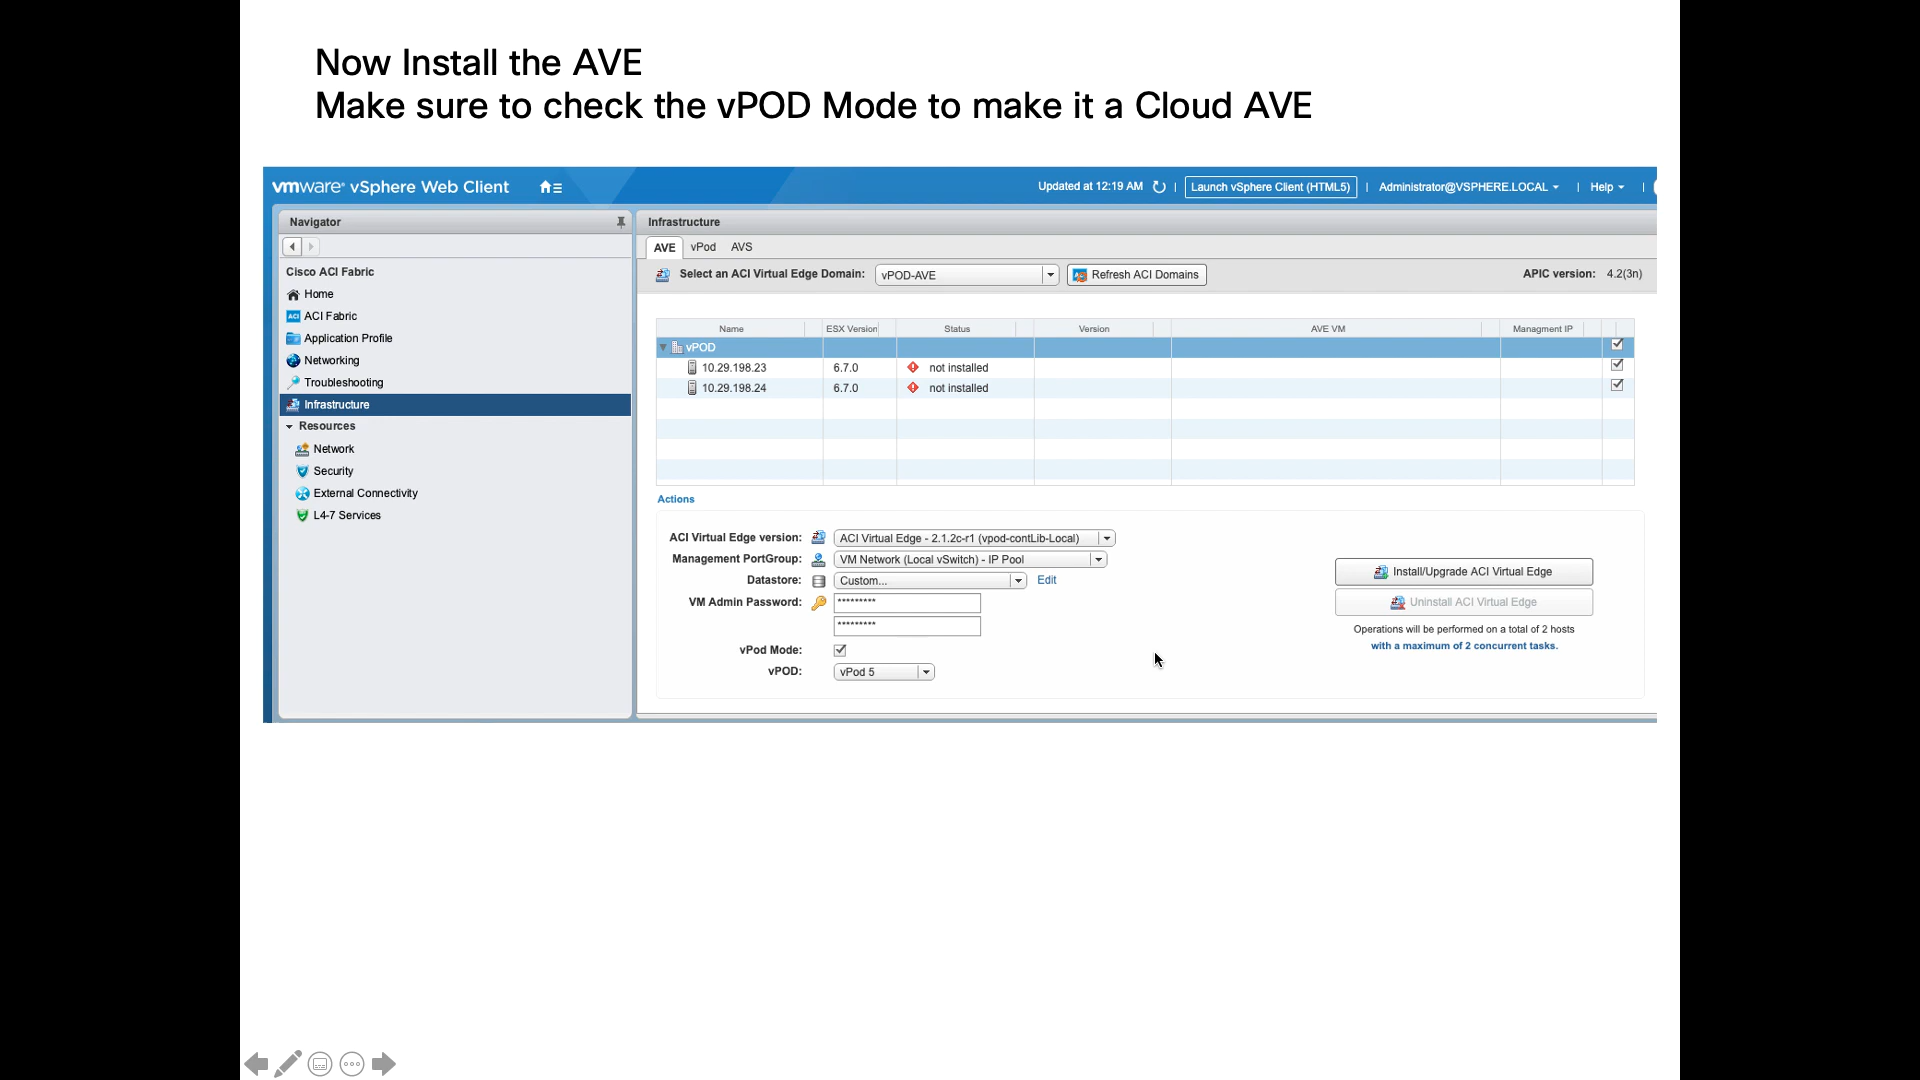 Now Install the AVE
Make sure to check the vPOD Mode to make it a Cloud AVE
vmware® vSphere Web Client
Updated at 12:19 AM | Launch vSphere Client (HTML5) | Administrator@VSPHERE.LOCAL | Help |
Navigator
Infrastructure
AVE vPod AVS
Cisco ACI Fabric
Select an ACI Virtual Edge Domain: vPOD-AVE Refresh ACI Domains APIC version: 4.2(3n)
Home
ACI ACI Fabric
Application Profile
Networking
Troubleshooting
Infrastructure
Resources
Network
Security
External Connectivity
L4-7 Services
Name ESX Version Status Version AVE VM Managment IP
vPOD
10.29.198.23 6.7.0 not installed
10.29.198.24 6.7.0 not installed
Actions
ACI Virtual Edge version: ACI Virtual Edge - 2.1.2c-r1 (vpod-contLib-Local)
Management PortGroup: VM Network (Local vSwitch) - IP Pool
Datastore: Custom... Edit
VM Admin Password: *********
*********
vPod Mode:
vPOD: vPod 5
Install/Upgrade ACI Virtual Edge
Uninstall ACI Virtual Edge
Operations will be performed on a total of 2 hosts
with a maximum of 2 concurrent tasks.